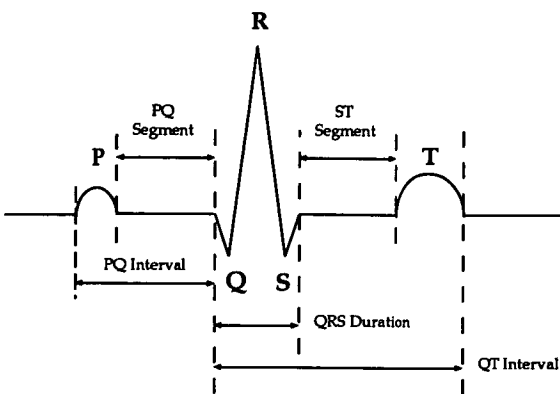 R
PQ
Segment
ST
Segment
P
T
PQ Interval
Q
S
QRS Duration
QT Interval